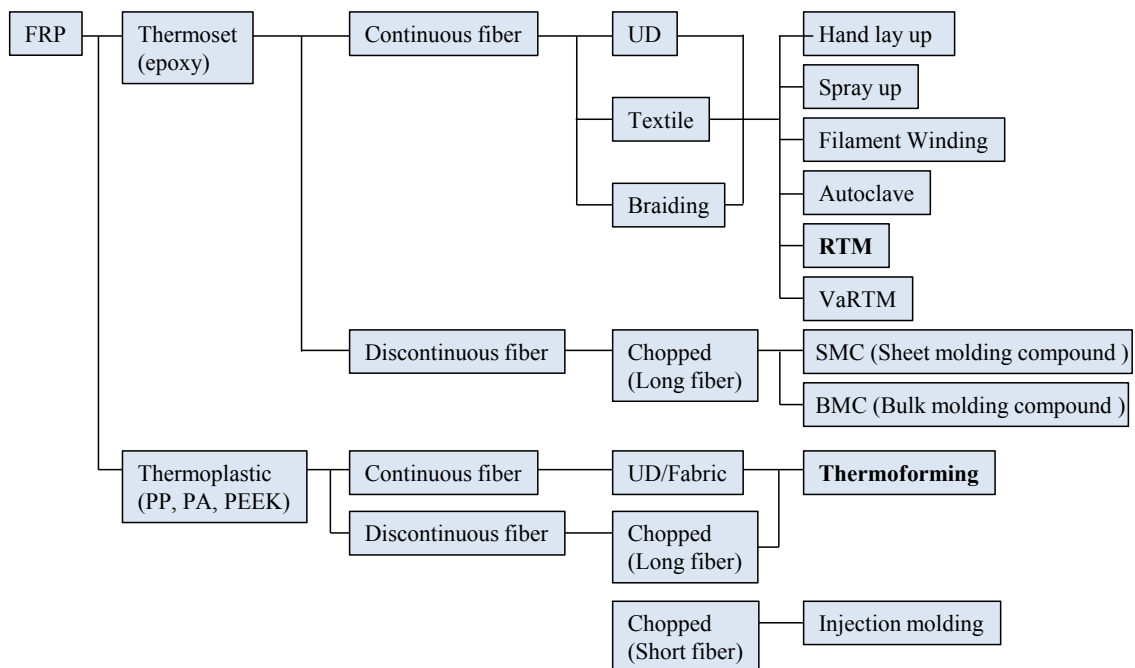 FRP
Thermoset
(epoxy)
Continuous fiber
UD
Textile
Braiding
Hand lay up
Spray up
Filament Winding
Autoclave
RTM
VaRTM
Discontinuous fiber
Chopped
(Long fiber)
SMC (Sheet molding compound )
BMC (Bulk molding compound )
Thermoplastic
(PP, PA, PEEK)
Continuous fiber
UD/Fabric
Thermoforming
Discontinuous fiber
Chopped
(Long fiber)
Chopped
(Short fiber)
Injection molding